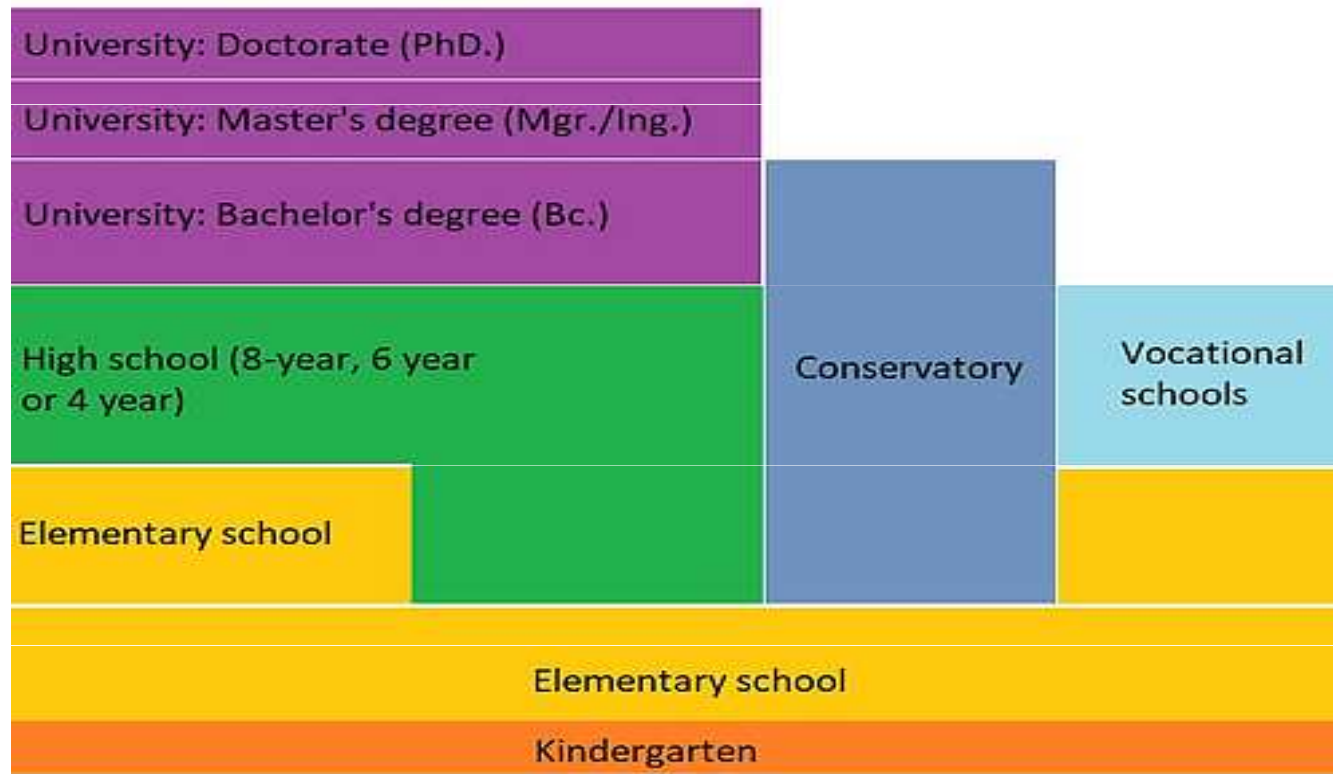 University: Doctorate (PhD.)
University: Master's degree (Mgr./Ing.)
University: Bachelor's degree (Bc.)
High school (8-year, 6 year
or 4 year)
Conservatory
Vocational
schools
Elementary school
Elementary school
Kindergarten